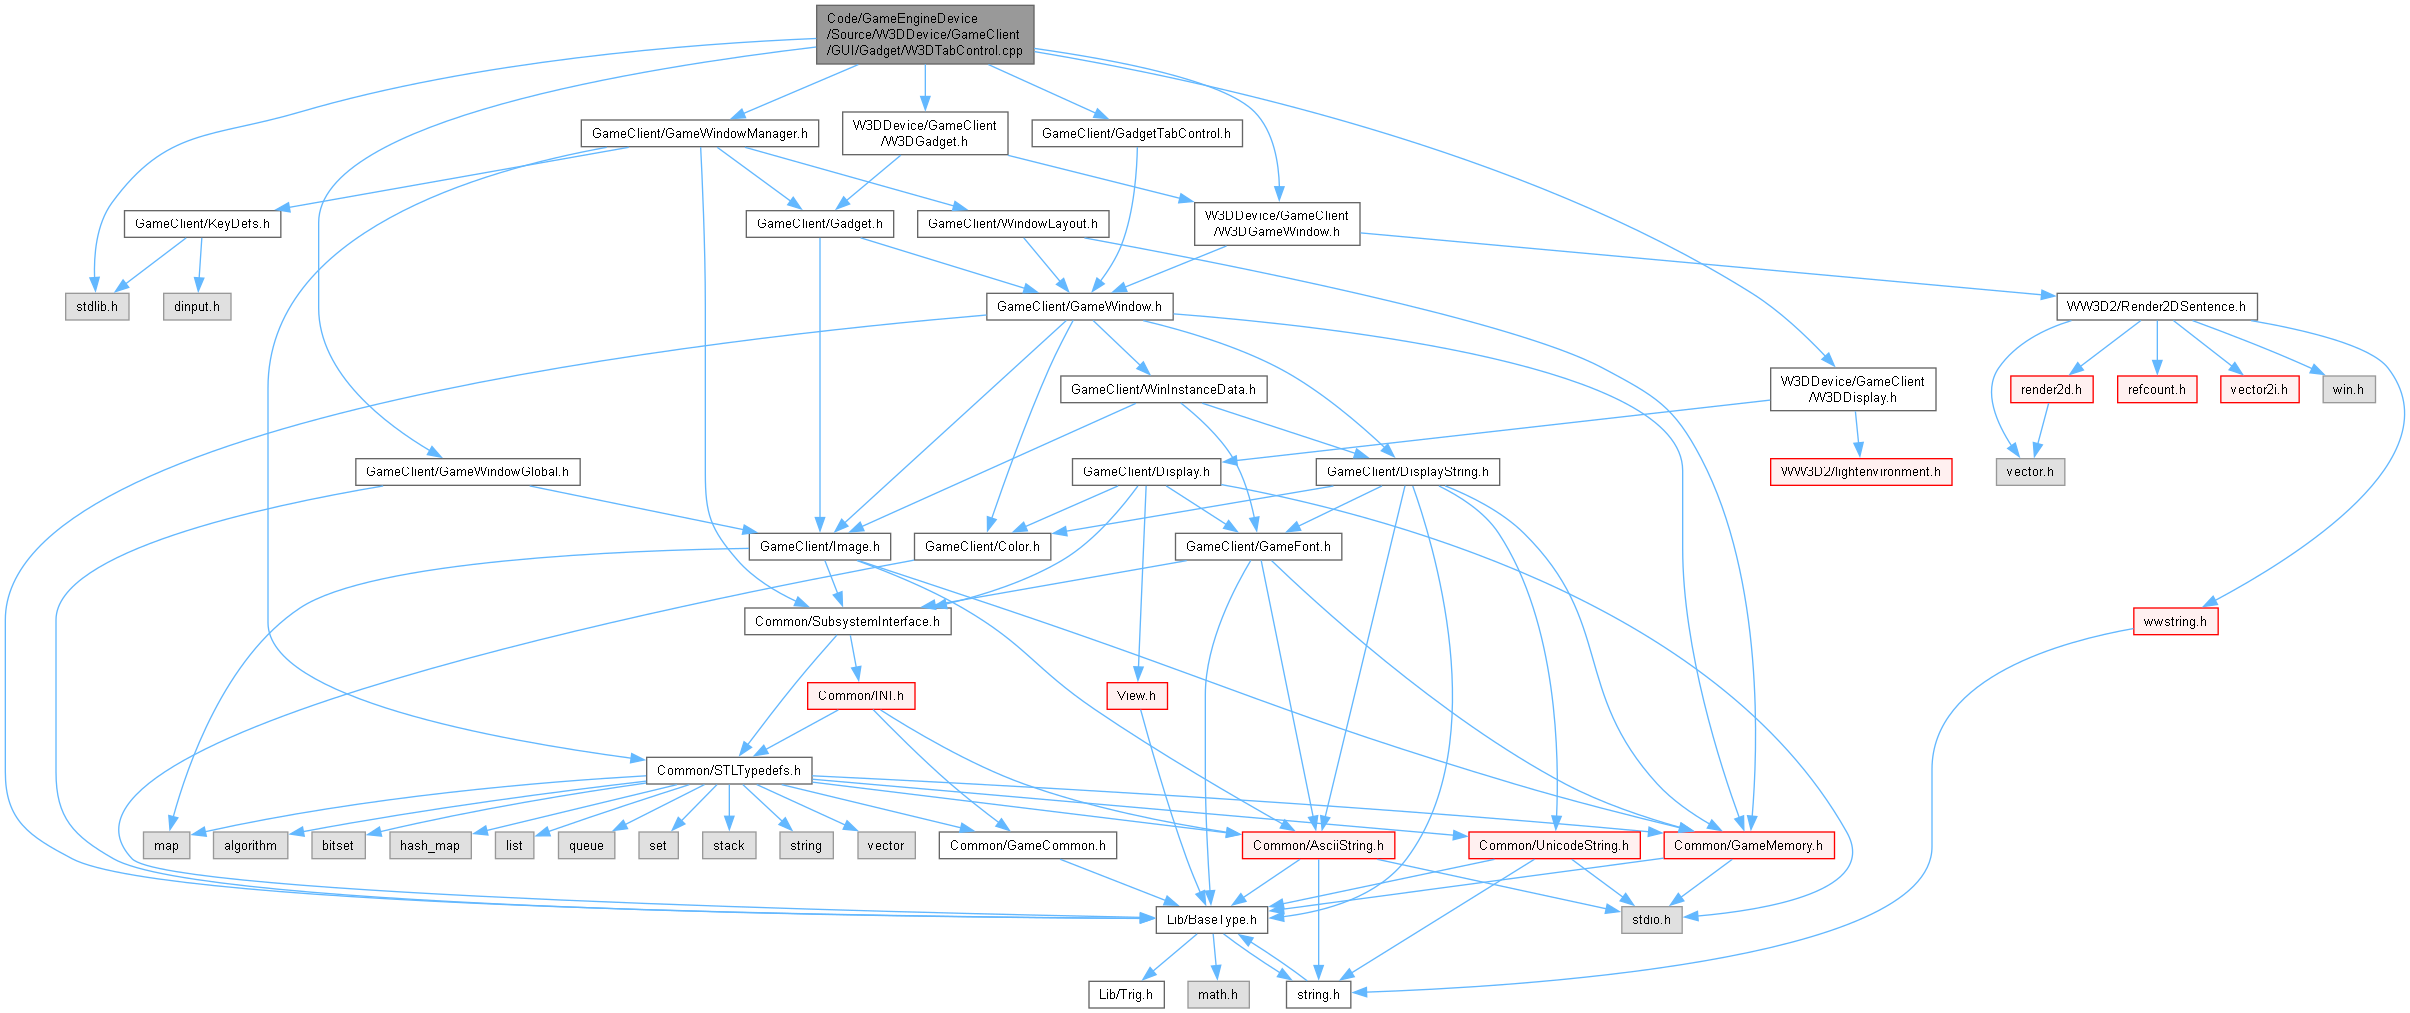 Code/GameEngineDevice
/Source/W3DDevice/GameClient
/GUI/Gadget/W3DTabControl.cpp
GameClient/GameWindowManager.h
W3DDevice/GameClient
/W3DGadget.h
GameClient/GadgetTabControl.h
GameClient/KeyDefs.h
GameClient/Gadget.h
GameClient/WindowLayout.h
W3DDevice/GameClient
/W3DGameWindow.h
stdlib.h
dinput.h
GameClient/GameWindow.h
WW3D2/Render2DSentence.h
GameClient/WinInstanceData.h
W3DDevice/GameClient
/W3DDisplay.h
render2d.h
refcount.h
vector2i.h
win.h
GameClient/GameWindowGlobal.h
GameClient/Display.h
GameClient/DisplayString.h
WW3D2/lightenvironment.h
vector.h
GameClient/Image.h
GameClient/Color.h
GameClient/GameFont.h
Common/SubsystemInterface.h
wwstring.h
Common/INI.h
View.h
Common/STLTypedefs.h
map
algorithm
bitset
hash_map
list
queue
set
stack
string
vector
Common/GameCommon.h
Common/AsciiString.h
Common/UnicodeString.h
Common/GameMemory.h
Lib/BaseType.h
stdio.h
Lib/Trig.h
math.h
string.h